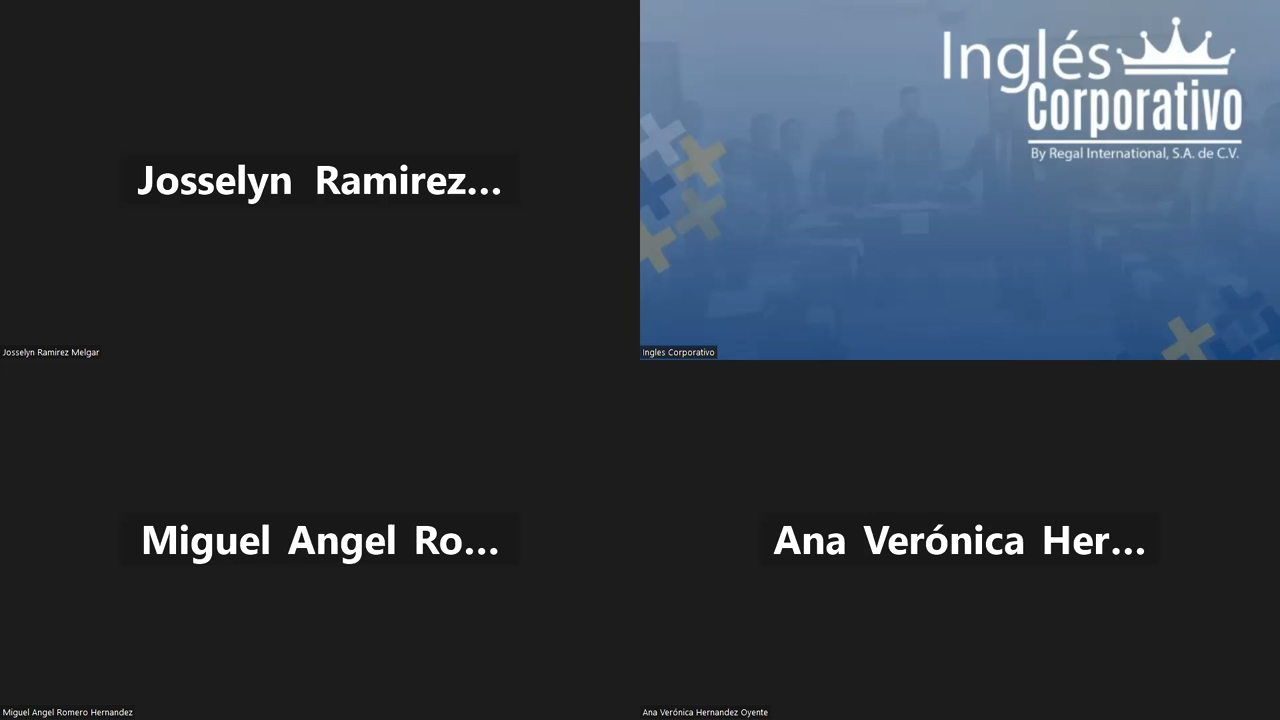 Josselyn Ramirez...
Josselyn Ramirez Melgar
Inglés
Corporativo
By Regal International, S.A. de C.V.
Ingles Corporativo
Miguel Angel Ro...
Miguel Angel Romero Hernandez
Ana Verónica Her...
Ana Verónica Hernandez Oyente